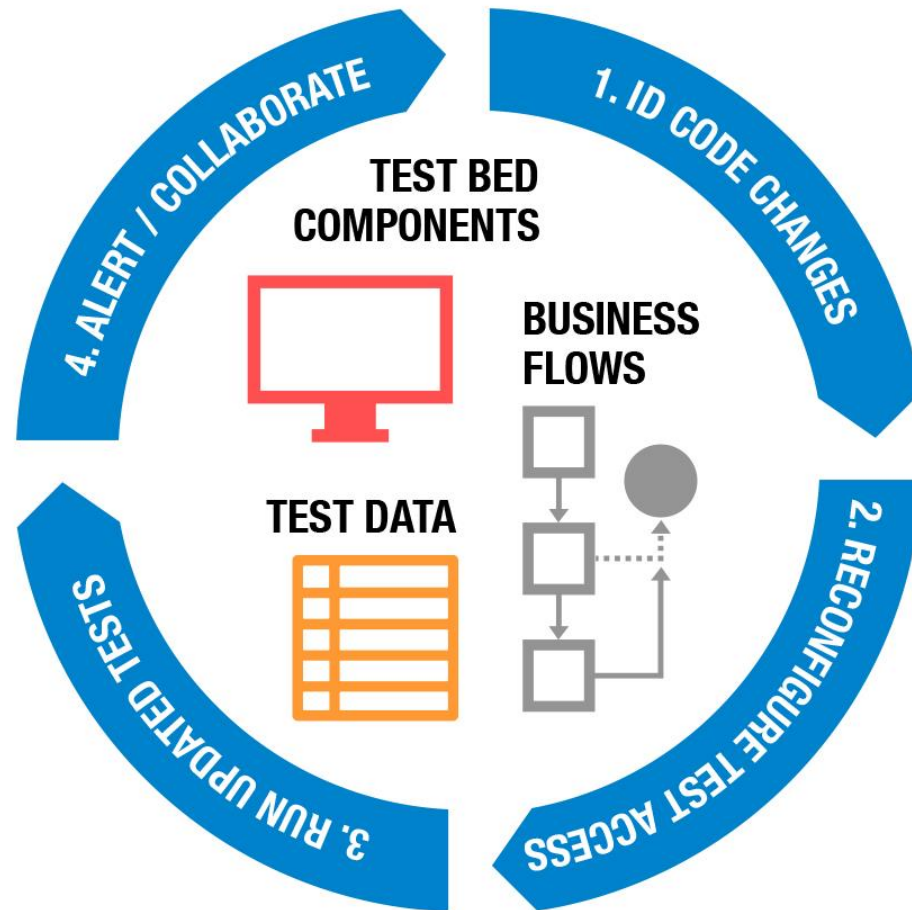 1. ID CODE CHANGES
2. RECONFIGURE TEST ACCESS
3. RUN UPDATED TESTS
4. ALERT / COLLABORATE
TEST BED
COMPONENTS
BUSINESS
FLOWS
TEST DATA